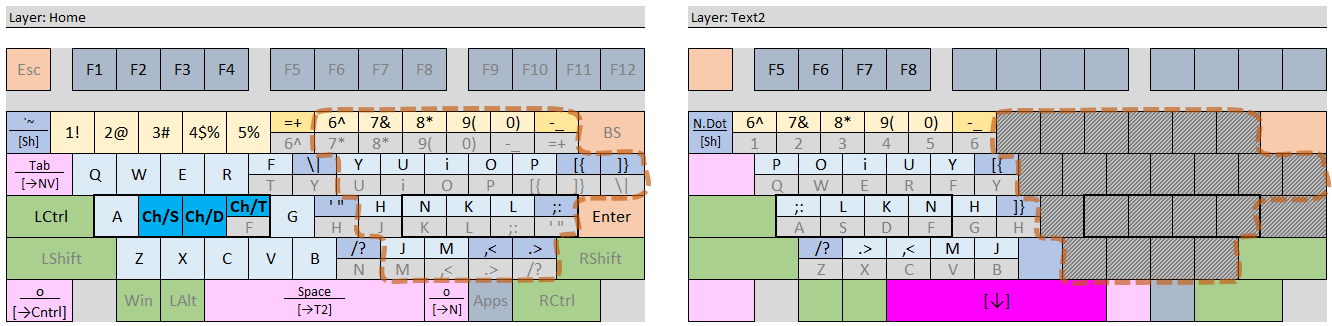 Layer: Home
Layer: Text2
Esc F1 F2 F3 F4 F5 F6 F7 F8 F9 F10 F11 F12
F5 F6 F7 F8
`~ [Sh] 1! 2@ 3# 4$% 5% =+ 6^ 6^ 7* 7& 8* 8* 9( 9( 0) 0) -_ -_ =+ BS
N.Dot [Sh] 6^ 1 7& 2 8* 3 9( 4 0) 5 -_ 6
Tab [→NV] Q W E R F T \| Y Y U U i i O O P P [{ [{ ]} ]} \|
P Q O W i E U R Y F [{ Y
LCtrl A Ch/S Ch/D Ch/T F G '" H H J N K K L L ;: ;: '" Enter
;: A L S K D N F H G ]} H
LShift Z X C V B /? N J M M ,< ,< .> .> /? RShift
/? Z .> X ,< C M V J B
o [→Cntrl] Win LAlt Space [→T2] o [→N] Apps RCtrl
[↓]